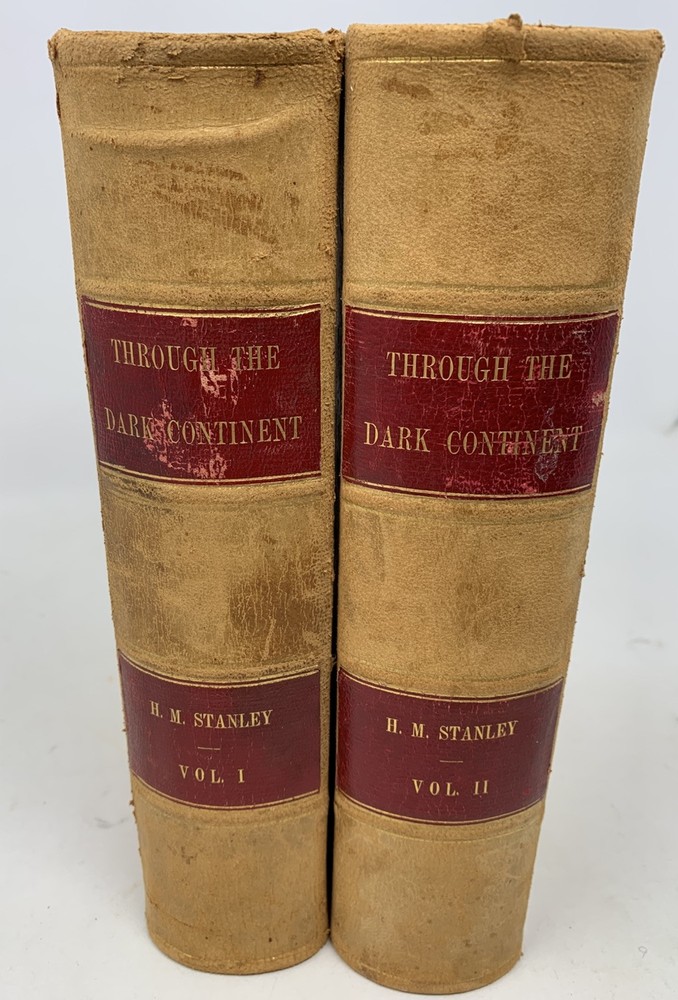 THROUGH THE
DARK CONTINENT
H. M. STANLEY
VOL. I
THROUGH THE
DARK CONTINENT
H. M. STANLEY
VOL. II